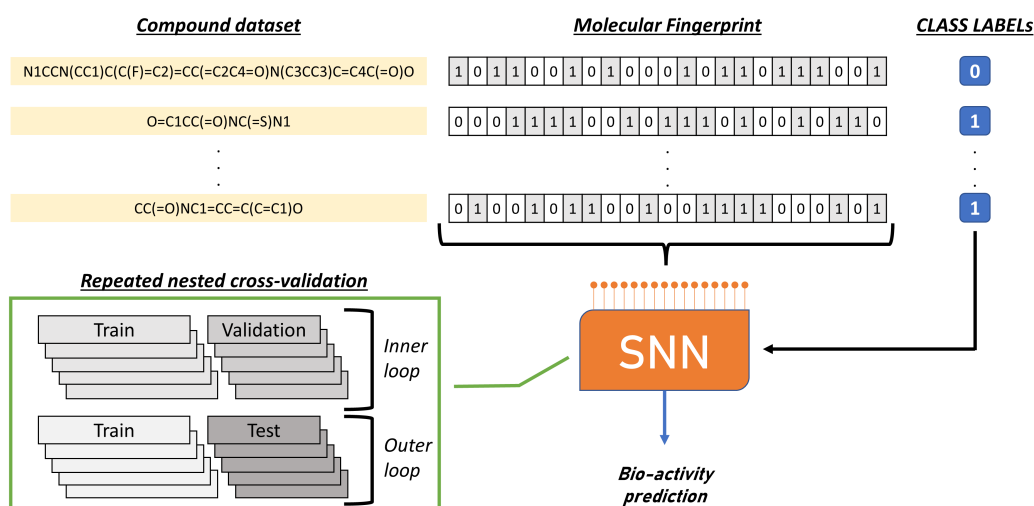 Compound dataset
Molecular Fingerprint
CLASS LABELs
N1CCN(CC1)C(C(F)=C2)=CC(=C2C4=O)N(C3CC3)C=C4C(=O)O
1 0 1 1 0 0 1 0 1 0 0 0 1 0 1 1 0 1 1 1 0 0 1
0
O=C1CC(=O)NC(=S)N1
0 0 0 1 1 1 1 0 0 1 0 1 1 1 0 1 0 0 1 0 1 1 0
1
CC(=O)NC1=CC=C(C=C1)O
0 1 0 0 1 0 1 1 0 0 1 0 0 1 1 1 1 0 0 0 1 0 1
1
Repeated nested cross-validation
Train
Validation
Inner
loop
Train
Test
Outer
loop
SNN
Bio-activity
prediction